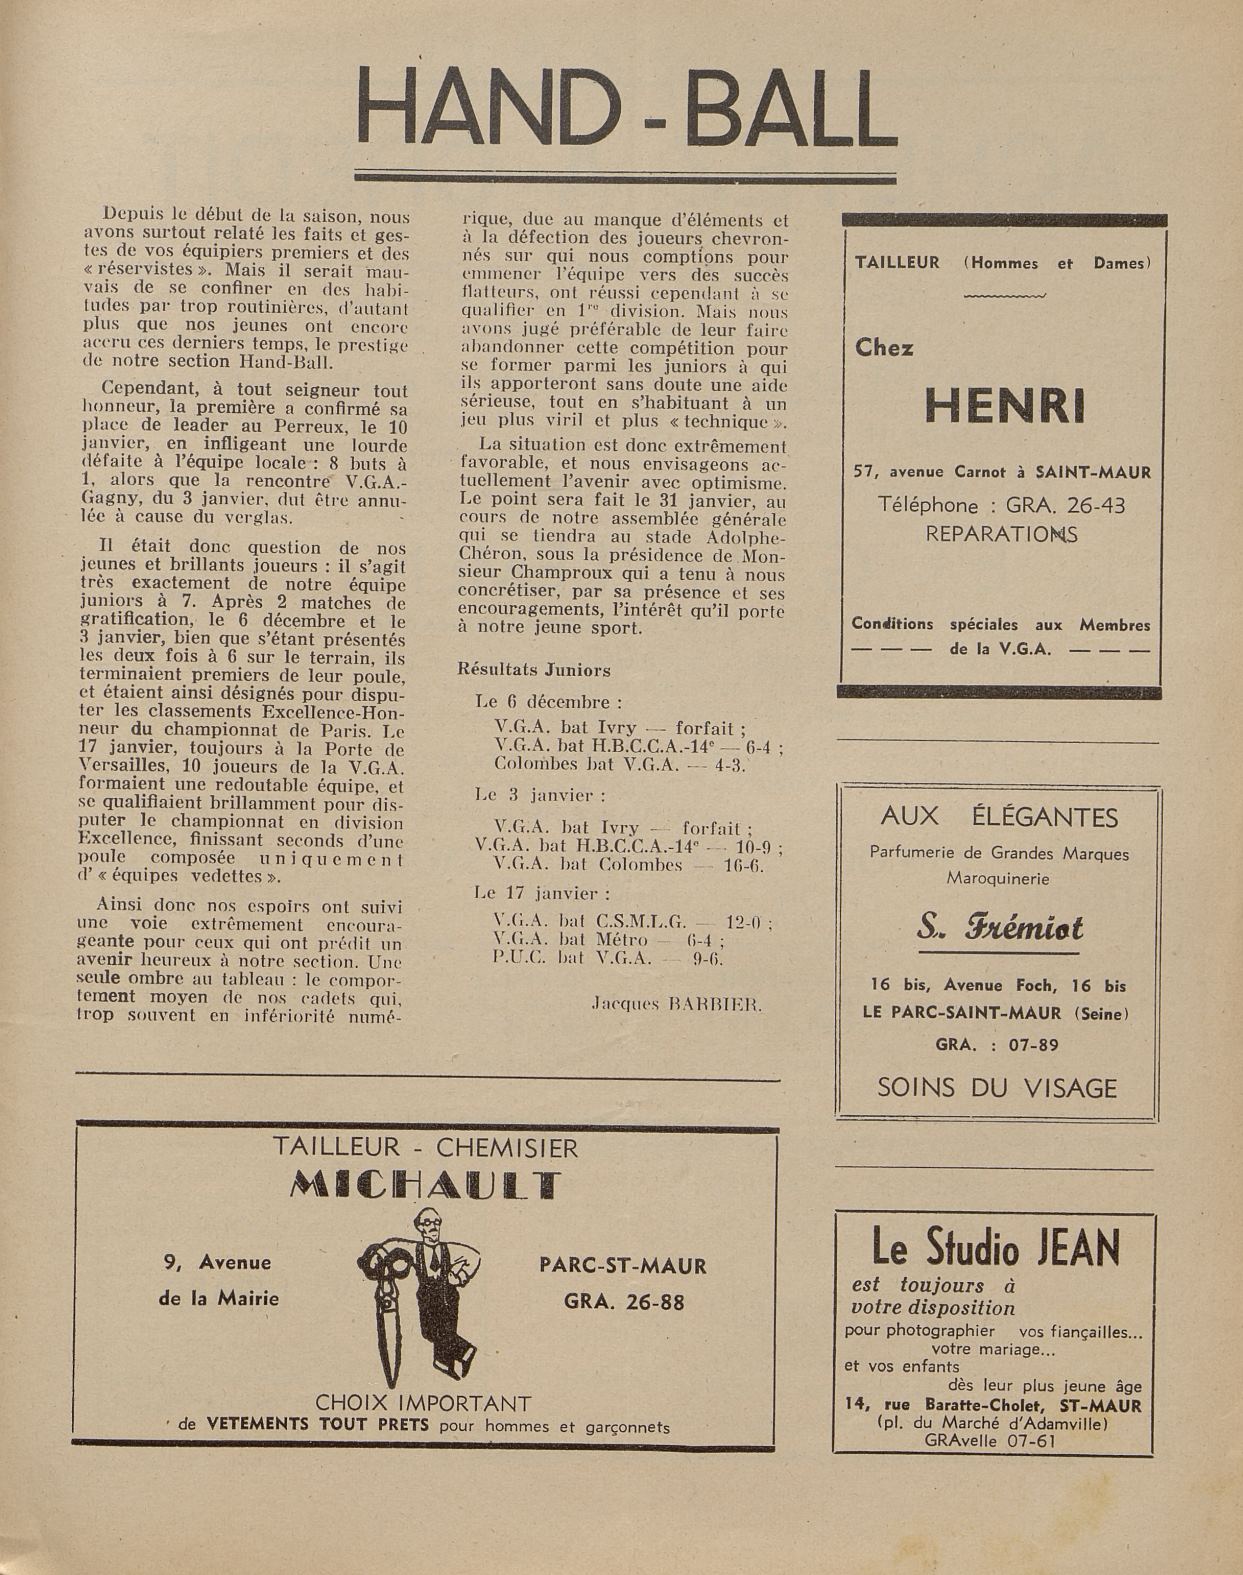 HAND-BALL
Depuis le début de la saison, nous
avons surtout relaté les faits et ges-
tes de vos équipiers premiers et des
« réservistes ». Mais il serait mau-
vais de se confiner en des habi-
tudes par trop routinières, d'autant
plus que nos jeunes ont encore
accru ces derniers temps, le prestige
de notre section Hand-Ball.
Cependant, à tout seigneur tout
honneur, la première a confirmé sa
place de leader au Perreux, le 10
janvier, en infligeant une lourde
défaite à l'équipe locale : 8 buts à
1, alors que la rencontre V.G.A.-
Gagny, du 3 janvier, dut être annu-
lée à cause du verglas.
Il était donc question de nos
jeunes et brillants joueurs : il s'agit
très exactement de notre équipe
juniors à 7. Après 2 matches de
gratification, le 6 décembre et le
3 janvier, bien que s'étant présentés
les deux fois à 6 sur le terrain, ils
terminaient premiers de leur poule,
et étaient ainsi désignés pour dispu-
ter les classements Excellence-Hon-
neur du championnat de Paris. Le
17 janvier, toujours à la Porte de
Versailles, 10 joueurs de la V.G.A.
formaient une redoutable équipe, et
se qualifiaient brillamment pour dis-
puter le championnat en division
Excellence, finissant seconds d'une
poule composée uniquement
d' « équipes vedettes ».
Ainsi donc nos espoirs ont suivi
une voie extrêmement encoura-
geante pour ceux qui ont prédit un
avenir heureux à notre section. Une
seule ombre au tableau : le compor-
tement moyen de nos cadets qui,
trop souvent en infériorité numé-
rique, due au manque d'éléments et
à la défection des joueurs chevron-
nés sur qui nous comptions pour
emmener l'équipe vers des succès
flatteurs, ont réussi cependant à se
qualifier en 1re division. Mais nous
avons jugé préférable de leur faire
abandonner cette compétition pour
se former parmi les juniors à qui
ils apporteront sans doute une aide
sérieuse, tout en s'habituant à un
jeu plus viril et plus « technique ».
La situation est donc extrêmement
favorable, et nous envisageons ac-
tuellement l'avenir avec optimisme.
Le point sera fait le 31 janvier, au
cours de notre assemblée générale
qui se tiendra au stade Adolphe-
Chéron, sous la présidence de Mon-
sieur Champroux qui a tenu à nous
concrétiser, par sa présence et ses
encouragements, l'intérêt qu'il porte
à notre jeune sport.
Résultats Juniors
Le 6 décembre :
V.G.A. bat Ivry — forfait ;
V.G.A. bat H.B.C.C.A.-14e — 6-4 ;
Colombes bat V.G.A. — 4-3.
Le 3 janvier :
V.G.A. bat Ivry — forfait ;
V.G.A. bat H.B.C.C.A.-14e — 10-9 ;
V.G.A. bat Colombes — 16-6.
Le 17 janvier :
V.G.A. bat C.S.M.L.G. — 12-0 ;
V.G.A. bat Métro — 6-4 ;
P.U.C. bat V.G.A. — 9-6.
Jacques BARBIER.
TAILLEUR (Hommes et Dames)
Chez
HENRI
57, avenue Carnot à SAINT-MAUR
Téléphone : GRA. 26-43
REPARATIONS
Conditions spéciales aux Membres
— — — de la V.G.A. — — —
AUX ÉLÉGANTES
Parfumerie de Grandes Marques
Maroquinerie
S. Frémiot
16 bis, Avenue Foch, 16 bis
LE PARC-SAINT-MAUR (Seine)
GRA. : 07-89
SOINS DU VISAGE
TAILLEUR - CHEMISIER
MICHAULT
9, Avenue
de la Mairie
PARC-ST-MAUR
GRA. 26-88
CHOIX IMPORTANT
de VETEMENTS TOUT PRETS pour hommes et garçonnets
Le Studio JEAN
est toujours à
votre disposition
pour photographier vos fiançailles...
votre mariage...
et vos enfants
dès leur plus jeune âge
14, rue Baratte-Cholet, ST-MAUR
(pl. du Marché d'Adamville)
GRAvelle 07-61